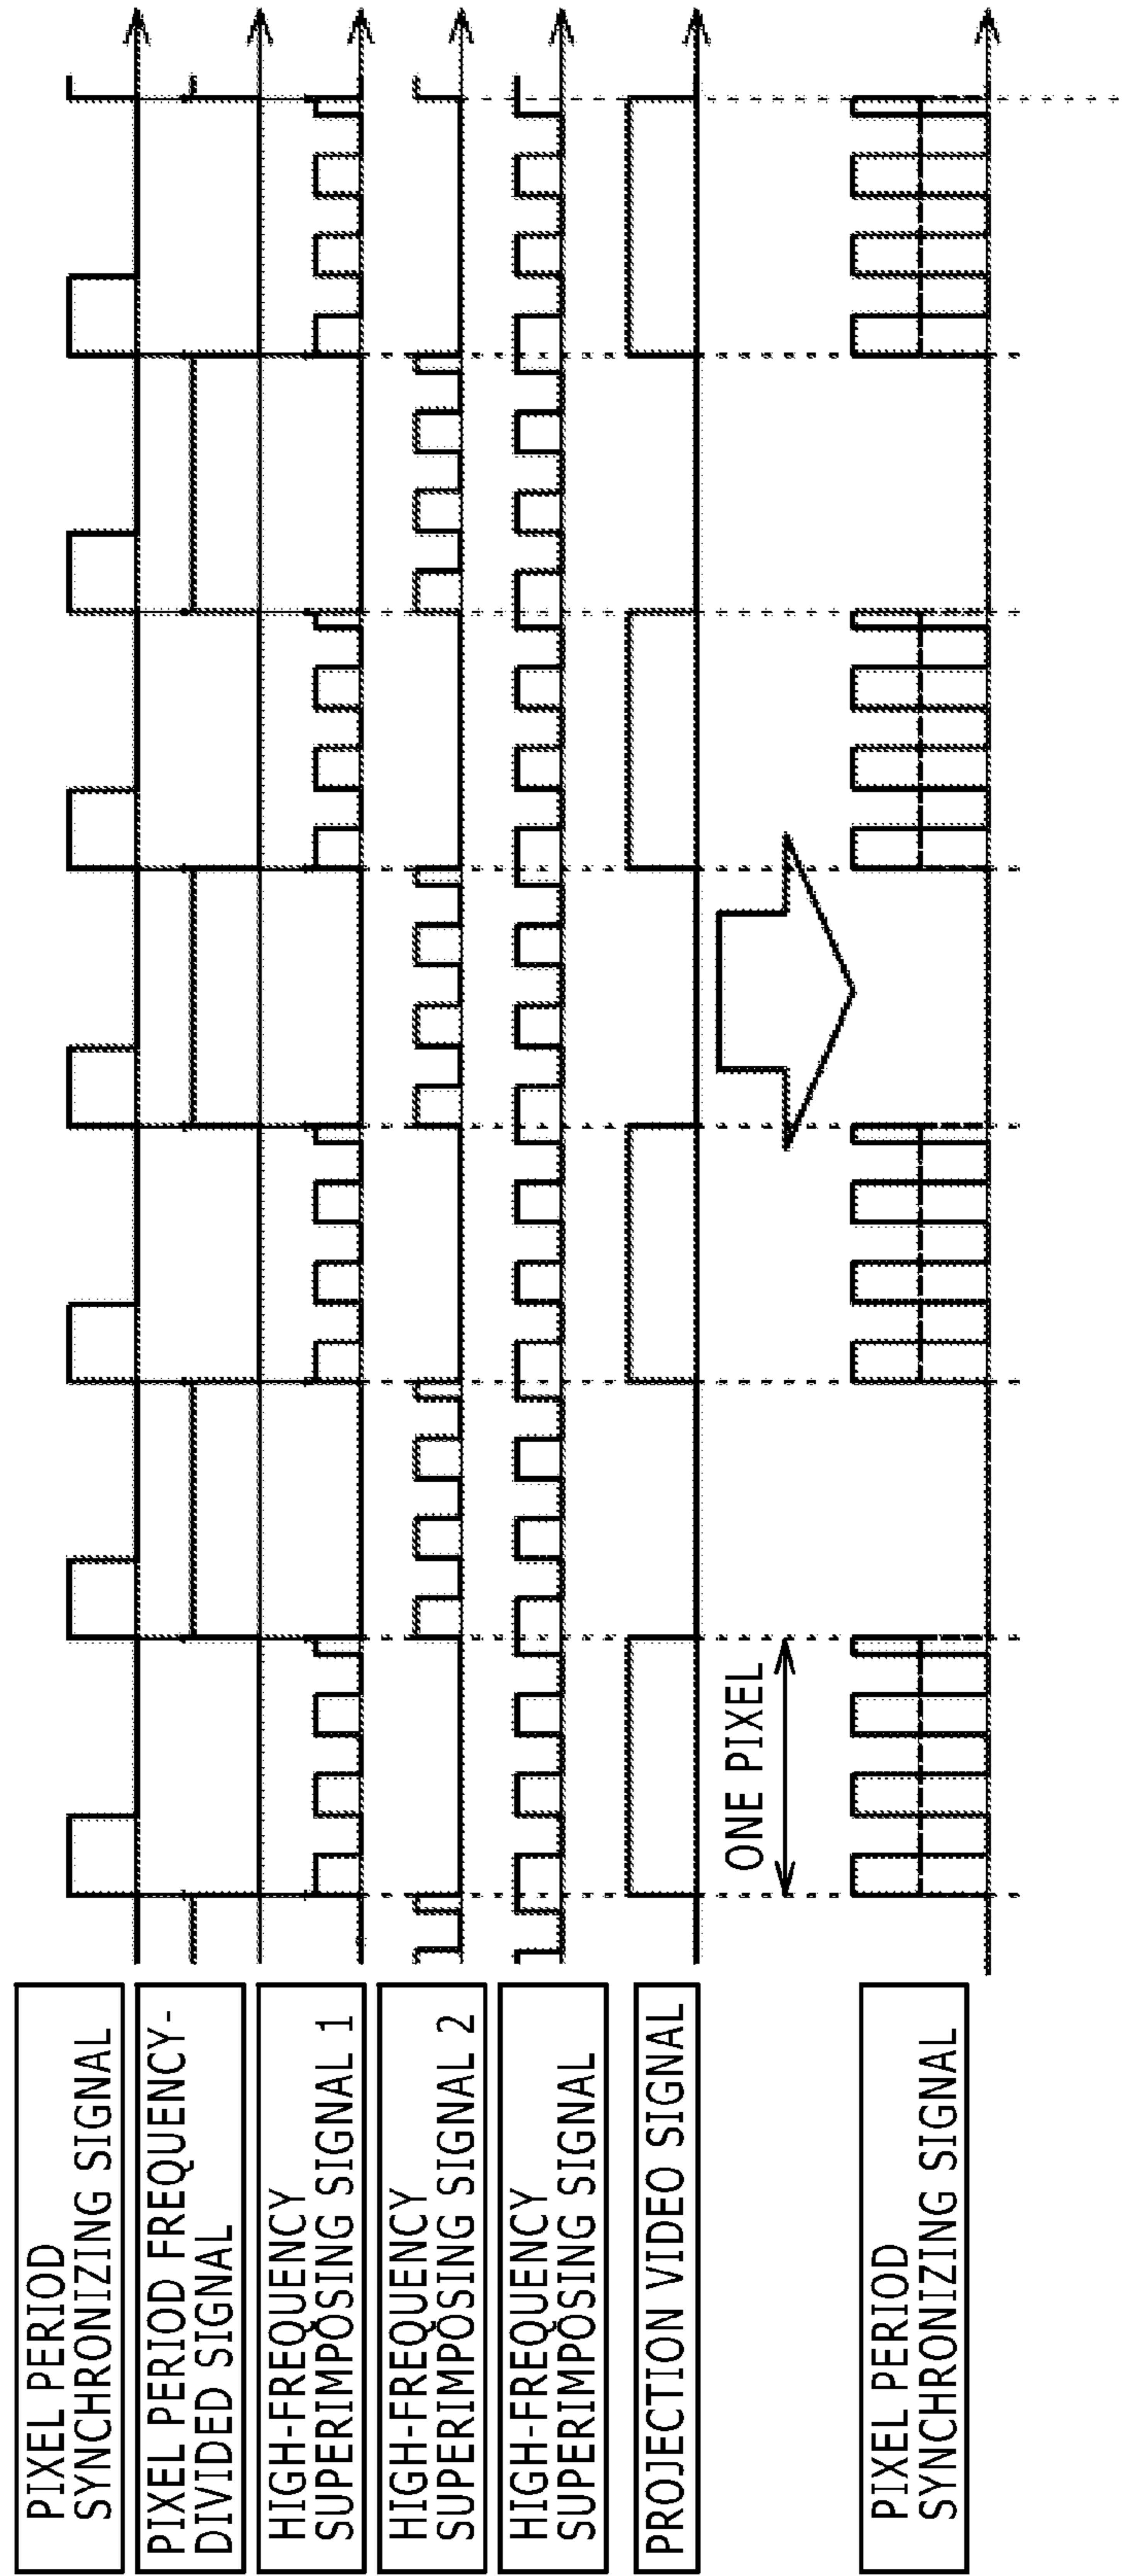 PIXEL PERIOD
SYNCHRONIZING SIGNAL
PIXEL PERIOD FREQUENCY-
DIVIDED SIGNAL
HIGH-FREQUENCY
SUPERIMPOSING SIGNAL 1
HIGH-FREQUENCY
SUPERIMPOSING SIGNAL 2
HIGH-FREQUENCY
SUPERIMPOSING SIGNAL
PROJECTION VIDEO SIGNAL
ONE PIXEL
PIXEL PERIOD
SYNCHRONIZING SIGNAL